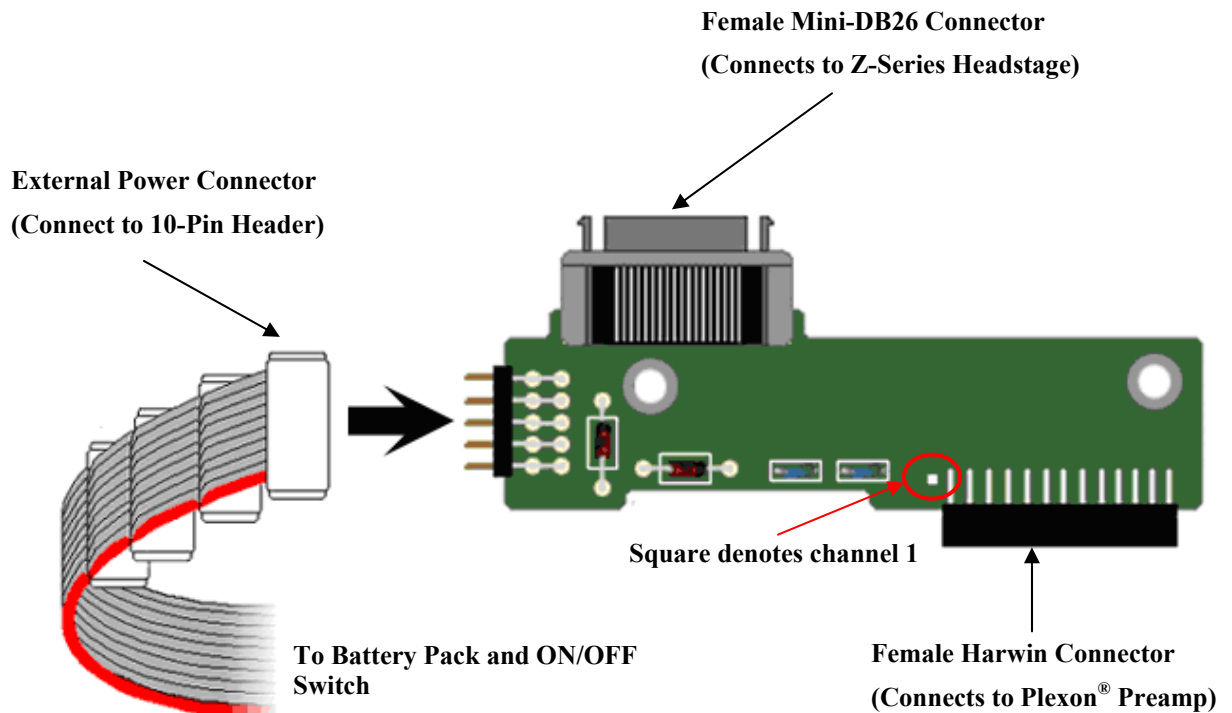 Female Mini-DB26 Connector
(Connects to Z-Series Headstage)
External Power Connector
(Connect to 10-Pin Header)
Square denotes channel 1
To Battery Pack and ON/OFF
Switch
Female Harwin Connector
(Connects to Plexon® Preamp)